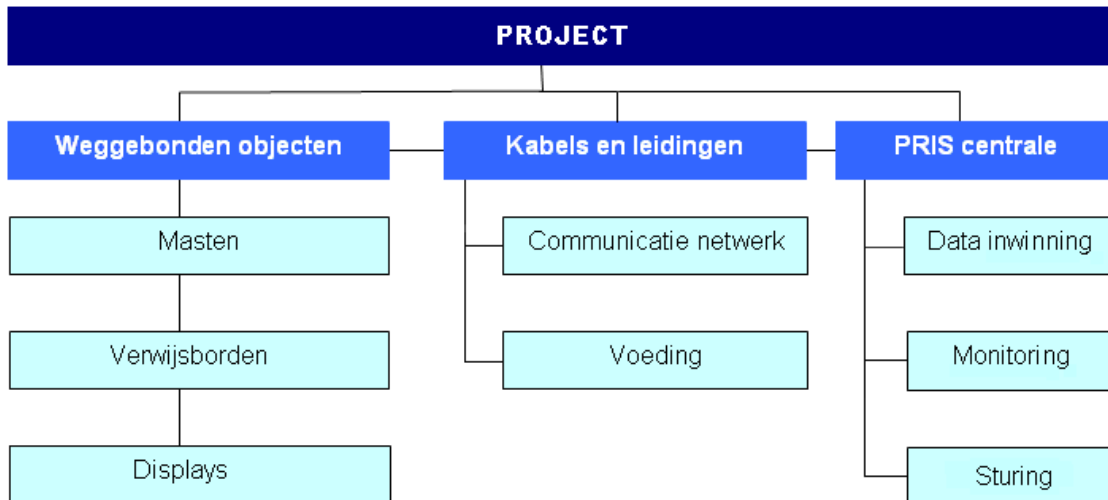 PROJECT
Weggebonden objecten
Kabels en leidingen
PRIS centrale
Masten
Communicatie netwerk
Data inwinning
Verwijsborden
Voeding
Monitoring
Displays
Sturing